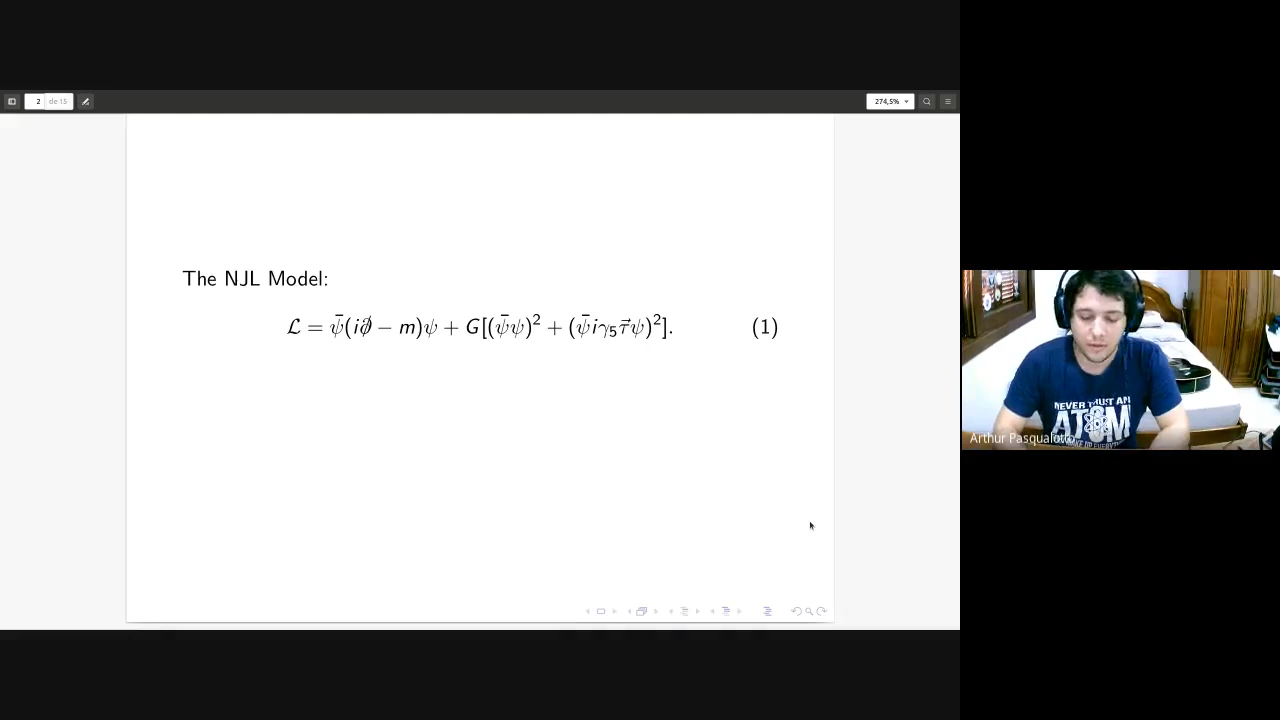 2 de 15
274,5%
The NJL Model:
ℒ = ψ̄(i∂̸ − m)ψ + G[(ψ̄ψ)² + (ψ̄iγ₅τ⃗ψ)²]. (1)
NEVER TRUST AN
ATOM
Arthur Pasqualotto